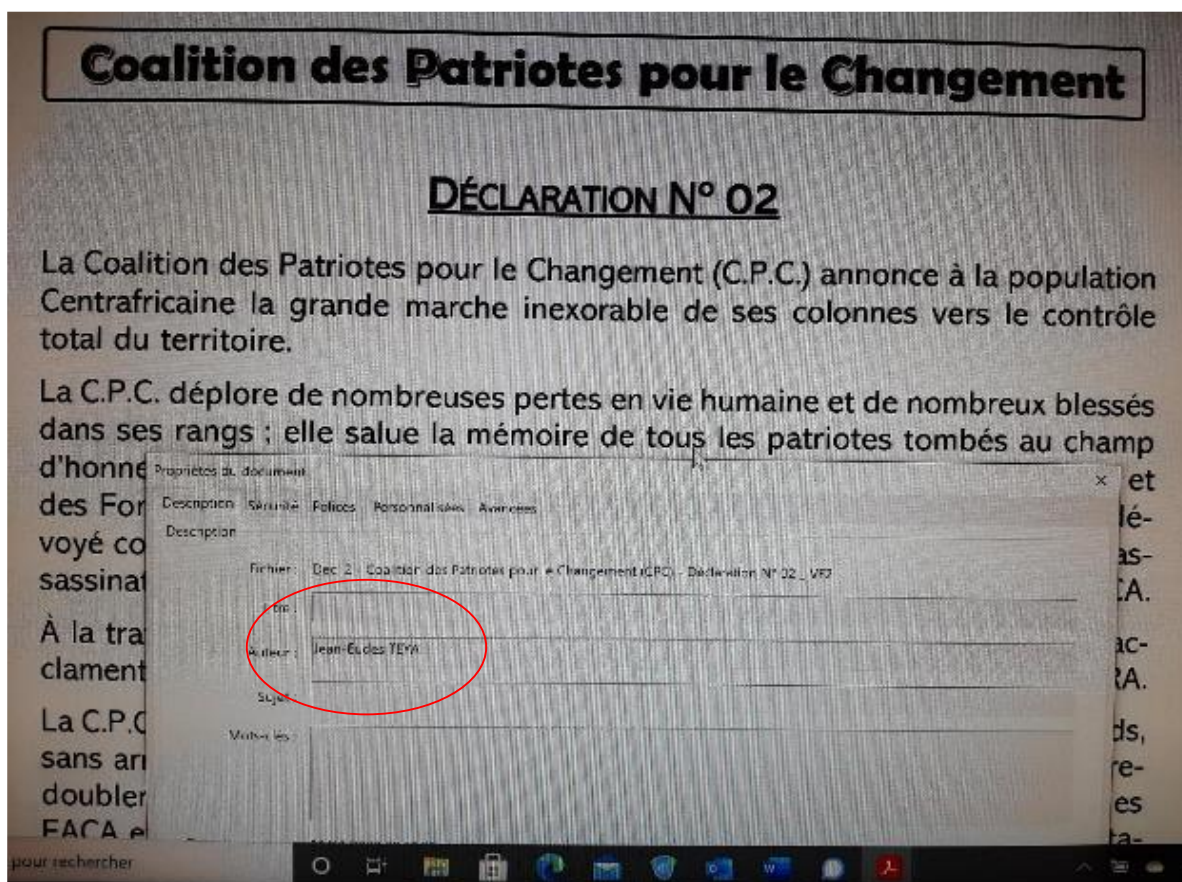 Coalition des Patriotes pour le Changement
DÉCLARATION N° 02
La Coalition des Patriotes pour le Changement (C.P.C.) annonce à la population
Centrafricaine la grande marche inexorable de ses colonnes vers le contrôle
total du territoire.
La C.P.C. déplore de nombreuses pertes en vie humaine et de nombreux blessés
dans ses rangs ; elle salue la mémoire de tous les patriotes tombés au champ
d'honne
et
Propriétés du document
des For
lé-
Description Sécurité Polices Personnalisées Avancées
Description
voyé co
as-
Fichier : Dec 2 - Coalition des Patriotes pour le Changement (CPC) - Déclaration N° 02 _ VF2
sassinat
CA.
À la tra
ac-
Auteur : Jean-Eudes TEYA
clament
RA.
Sujet :
La C.P.C
ds,
Mots-clés :
sans arr
re-
doubler
es
FACA e
ta-
pour rechercher